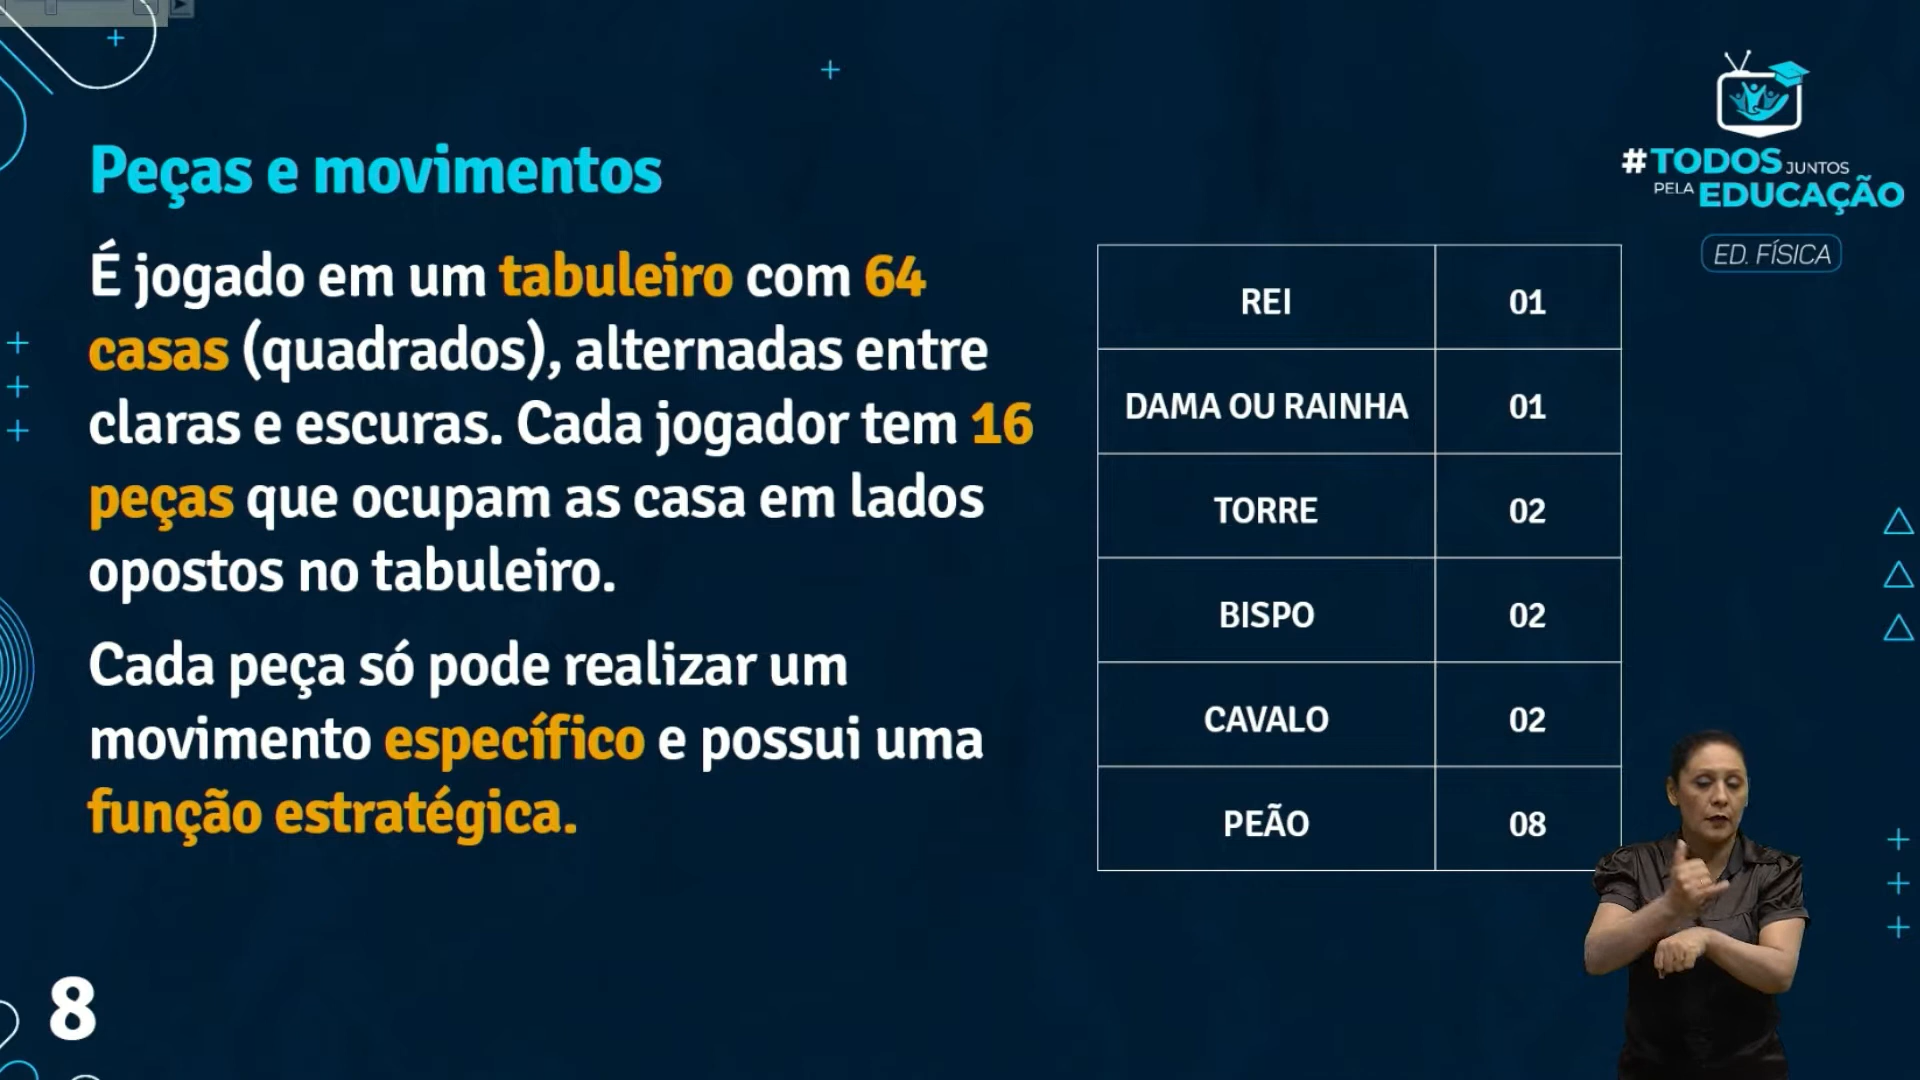 #TODOS JUNTOS
PELA EDUCAÇÃO
ED. FÍSICA
Peças e movimentos
É jogado em um tabuleiro com 64
casas (quadrados), alternadas entre
claras e escuras. Cada jogador tem 16
peças que ocupam as casa em lados
opostos no tabuleiro.
Cada peça só pode realizar um
movimento específico e possui uma
função estratégica.
REI 01
DAMA OU RAINHA 01
TORRE 02
BISPO 02
CAVALO 02
PEÃO 08
8